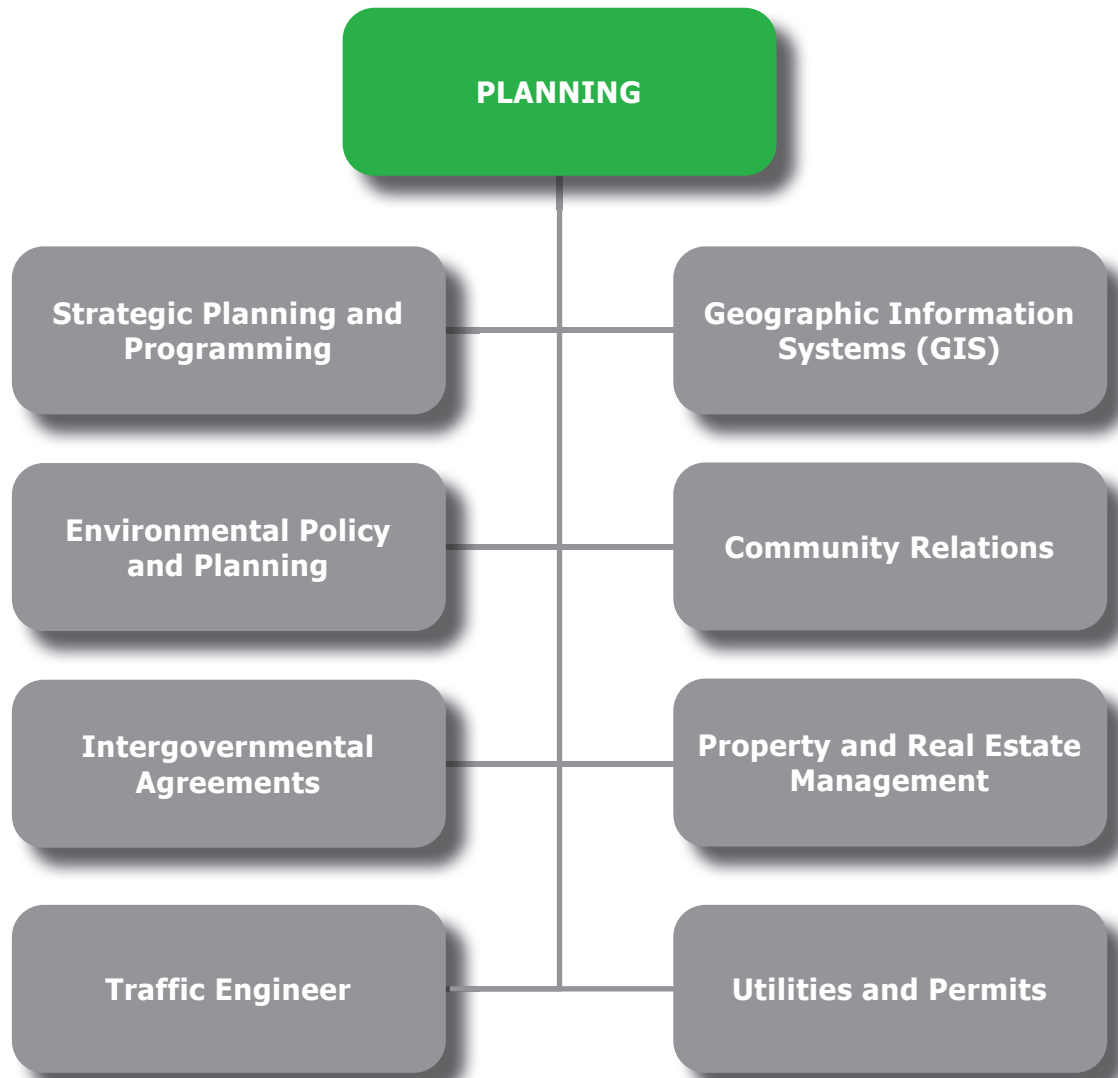 PLANNING
Strategic Planning and
Programming
Geographic Information
Systems (GIS)
Environmental Policy
and Planning
Community Relations
Intergovernmental
Agreements
Property and Real Estate
Management
Traffic Engineer
Utilities and Permits